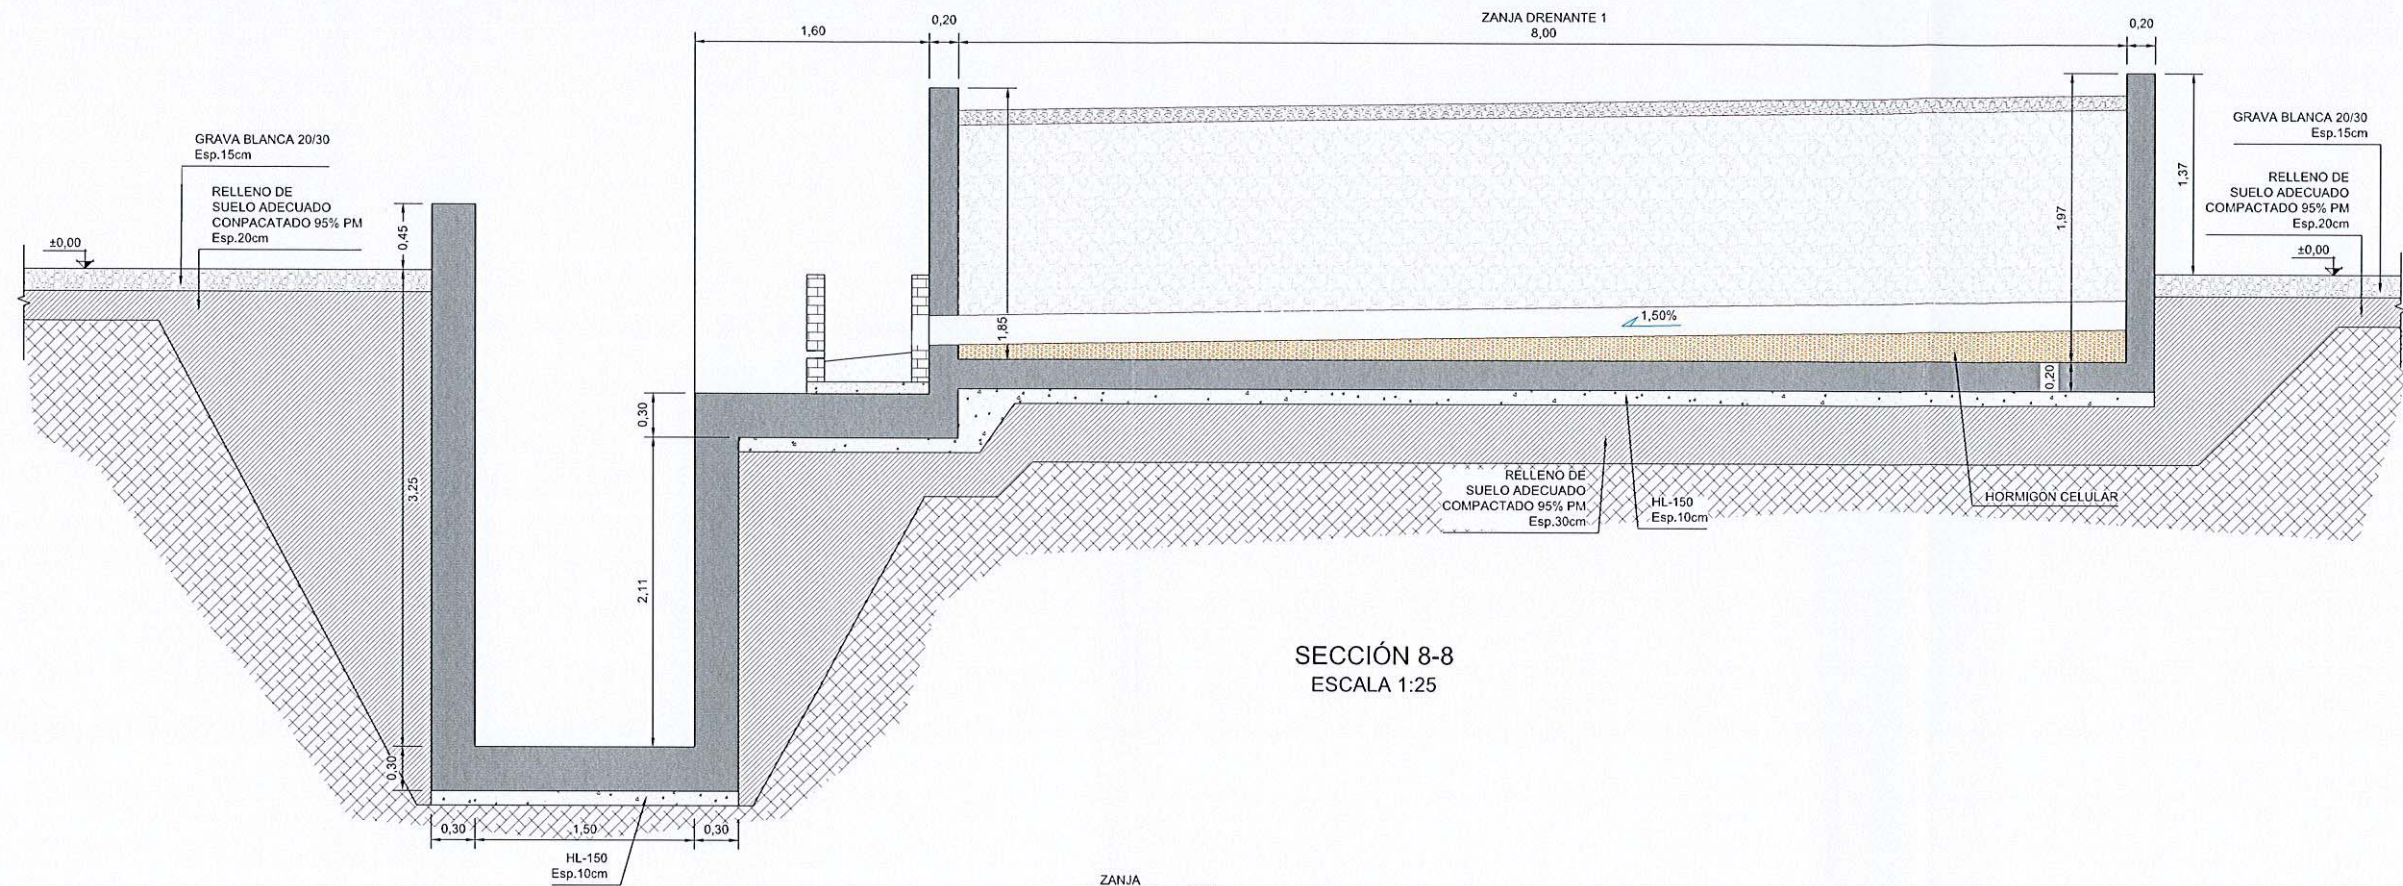 ZANJA DRENANTE 1
1,60
0,20
8,00
0,20
GRAVA BLANCA 20/30
Esp.15cm
RELLENO DE
SUELO ADECUADO
CONPACATADO 95% PM
Esp.20cm
±0,00
0,45
3,25
0,30
0,30
2,11
1,85
1,50%
1,97
0,20
1,37
GRAVA BLANCA 20/30
Esp.15cm
RELLENO DE
SUELO ADECUADO
COMPACTADO 95% PM
Esp.20cm
±0,00
RELLENO DE
SUELO ADECUADO
COMPACTADO 95% PM
Esp.30cm
HL-150
Esp.10cm
HORMIGON CELULAR
SECCIÓN 8-8
ESCALA 1:25
0,30
1,50
0,30
HL-150
Esp.10cm
ZANJA